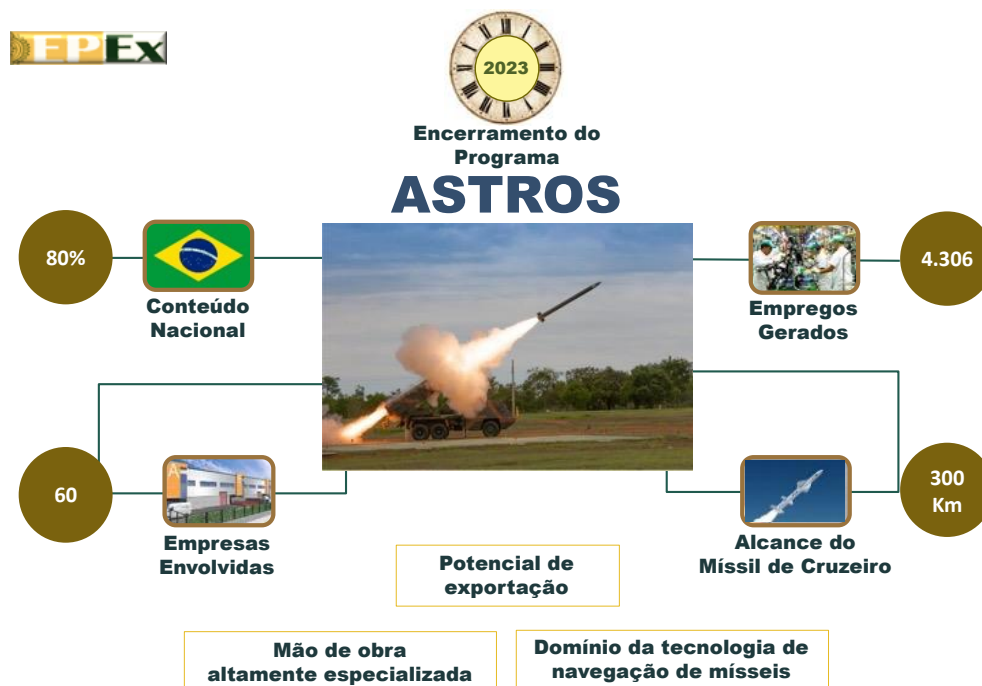 EPEx
2023
Encerramento do
Programa
ASTROS
80%
Conteúdo
Nacional
4.306
Empregos
Gerados
60
A
Empresas
Envolvidas
300
Km
Alcance do
Míssil de Cruzeiro
Potencial de
exportação
Mão de obra
altamente especializada
Domínio da tecnologia de
navegação de mísseis